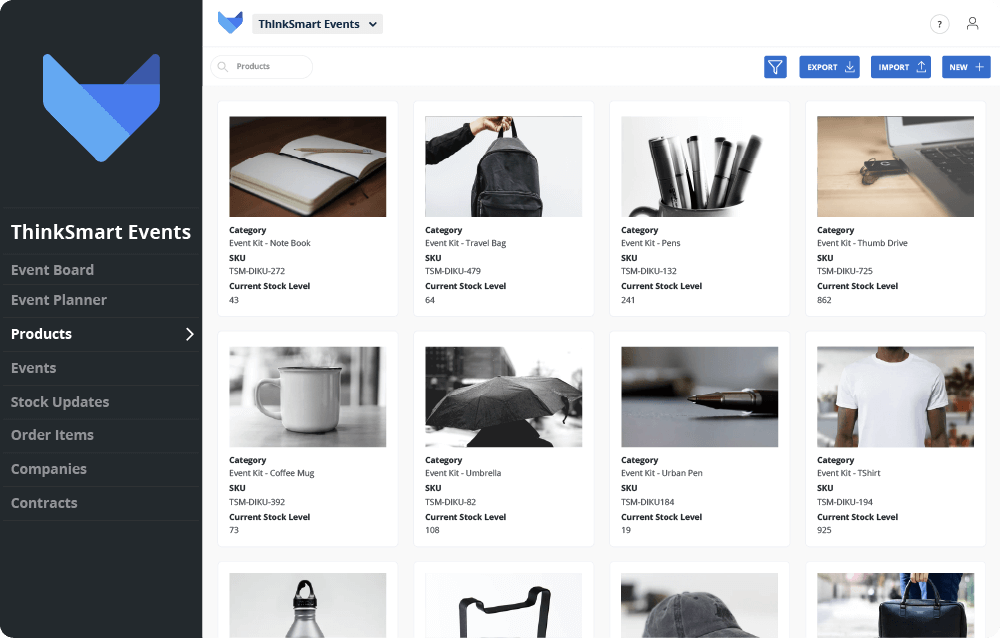 ThInkSmart Events
?
Products
EXPORT
IMPORT
NEW
ThinkSmart Events
Event Board
Event Planner
Products
Events
Stock Updates
Order Items
Companies
Contracts
Category
Event Kit - Note Book
SKU
TSM-DIKU-272
Current Stock Level
43
Category
Event Kit - Travel Bag
SKU
TSM-DIKU-479
Current Stock Level
64
Category
Event Kit - Pens
SKU
TSM-DIKU-132
Current Stock Level
241
Category
Event Kit - Thumb Drive
SKU
TSM-DIKU-725
Current Stock Level
862
Category
Event Kit - Coffee Mug
SKU
TSM-DIKU-392
Current Stock Level
73
Category
Event Kit - Umbrella
SKU
TSM-DIKU-82
Current Stock Level
108
Category
Event Kit - Urban Pen
SKU
TSM-DIKU184
Current Stock Level
19
Category
Event Kit - TShirt
SKU
TSM-DIKU-194
Current Stock Level
925